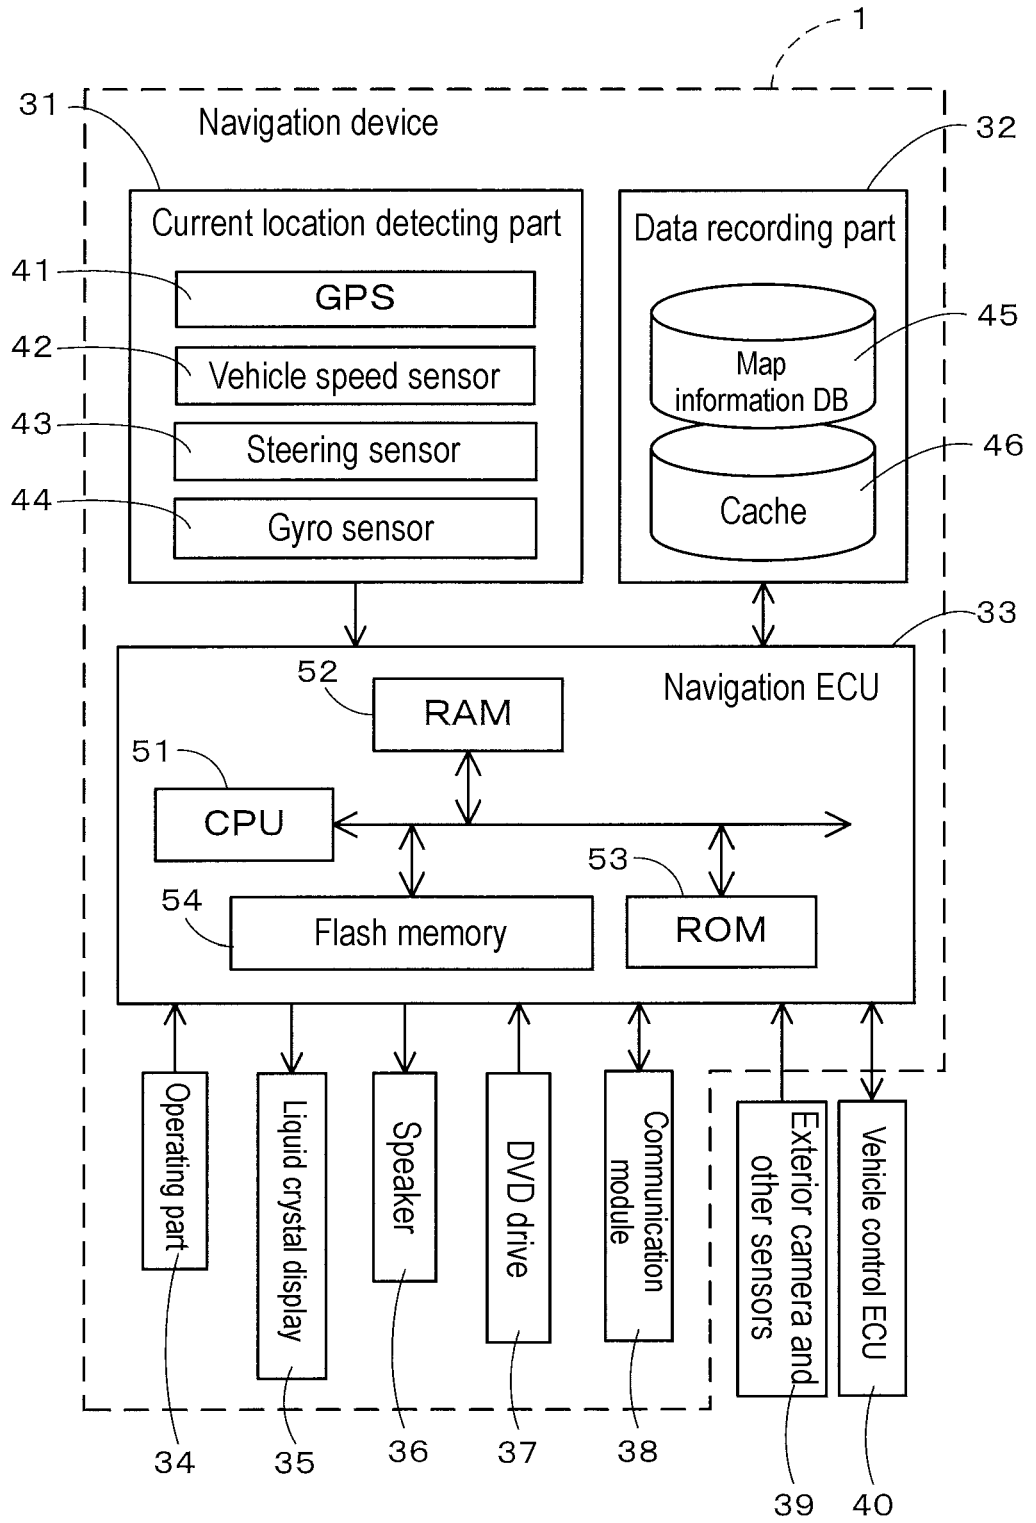 1
31
Navigation device
32
Current location detecting part
Data recording part
41
GPS
45
42
Vehicle speed sensor
Map
information DB
43
Steering sensor
46
44
Gyro sensor
Cache
33
52
RAM
Navigation ECU
51
CPU
53
54
Flash memory
ROM
Operating part
Liquid crystal display
Speaker
DVD drive
Communication
module
Exterior camera and
other sensors
Vehicle control ECU
34
35
36
37
38
39
40